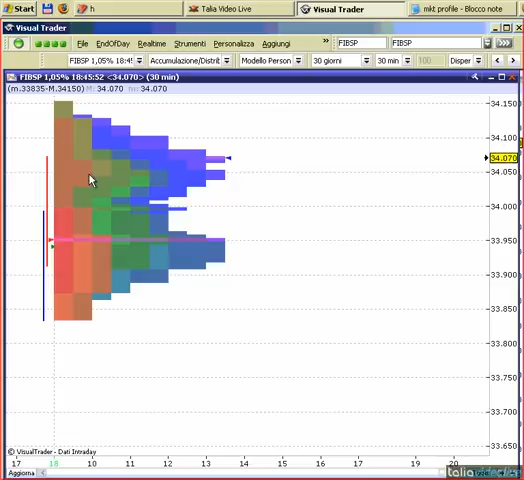 Start h Talia Video Live Visual Trader mkt profile - Blocco note
Visual Trader
File EndOfDay Realtime Strumenti Personalizza Aggiungi » FIBSP FIBSP
FIBSP 1,05% 18:45: Accumulazione/Distrib Modello Person 30 giorni 30 min 100 Disper
FIBSP 1,05% 18:45:52 <34.070> (30 min)
(m.33835-M.34150) M: 34.070 m: 34.070
34.150
34.100
34.070
34.050
34.000
33.950
33.900
33.850
33.800
33.750
33.700
33.650
© VisualTrader - Dati Intraday
17 18 10 11 12 13 14 15 16 17 18 19 20
Aggiorna
taliavideolive